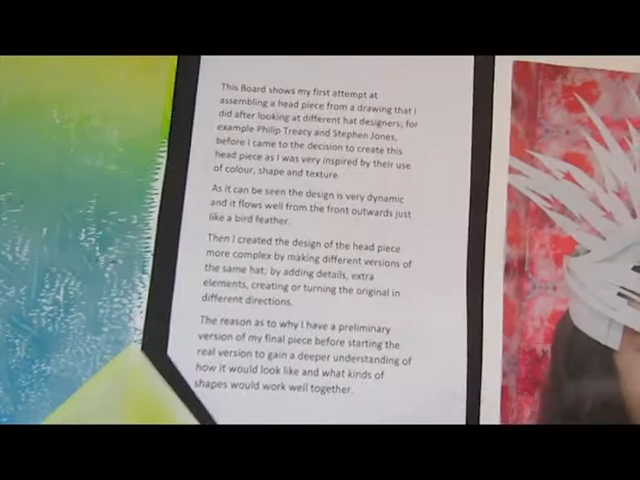 This Board shows my first attempt at
assembling a head piece from a drawing that I
did after looking at different hat designers, for
example Philip Treacy and Stephen Jones,
before I came to the decision to create this
head piece as I was very inspired by their use
of colour, shape and texture
As it can be seen the design is very dynamic
and it flows well from the front outwards just
like a bird feather.
Then I created the design of the head piece
more complex by making different versions of
the same hat; by adding details, extra
elements, creating or turning the original in
different directions.
The reason as to why I have a preliminary
version of my final piece before starting the
real version to gain a deeper understanding of
how it would look like and what kinds of
shapes would work well together.